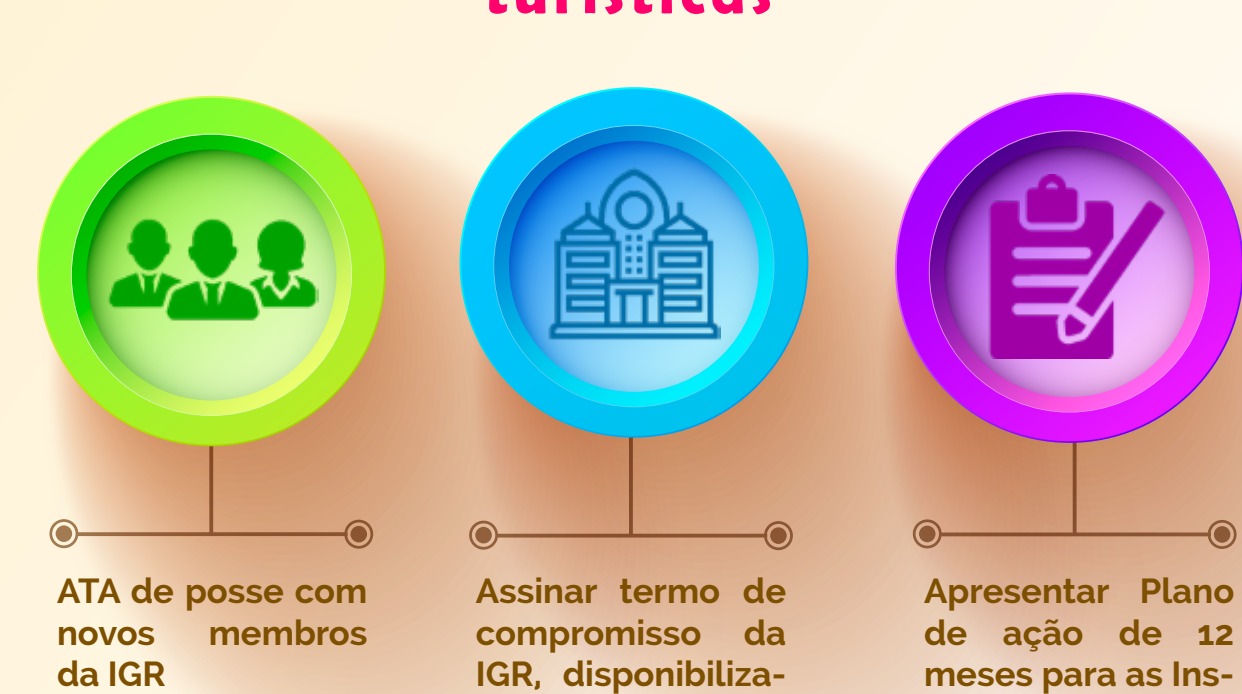 turísticas
ATA de posse com
novos membros
da IGR
Assinar termo de
compromisso da
IGR, disponibiliza-
Apresentar Plano
de ação de 12
meses para as Ins-